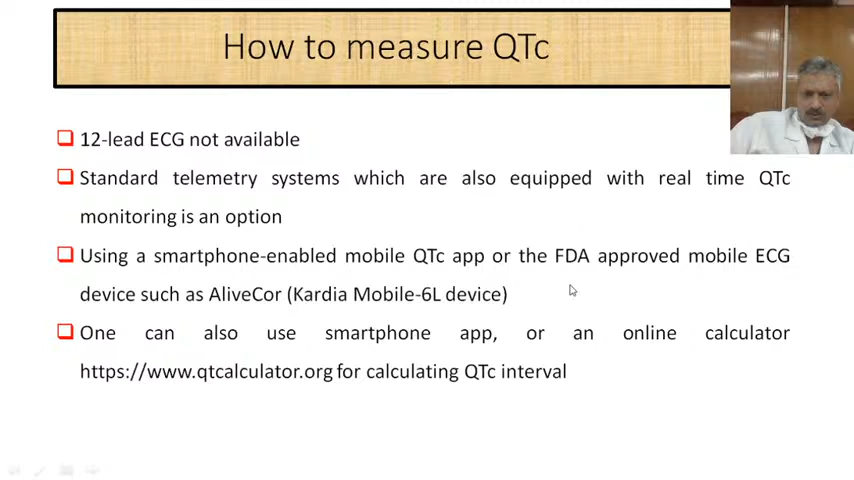 How to measure QTc
12-lead ECG not available
Standard telemetry systems which are also equipped with real time QTc
monitoring is an option
Using a smartphone-enabled mobile QTc app or the FDA approved mobile ECG
device such as AliveCor (Kardia Mobile-6L device)
One can also use smartphone app, or an online calculator
https://www.qtcalculator.org for calculating QTc interval